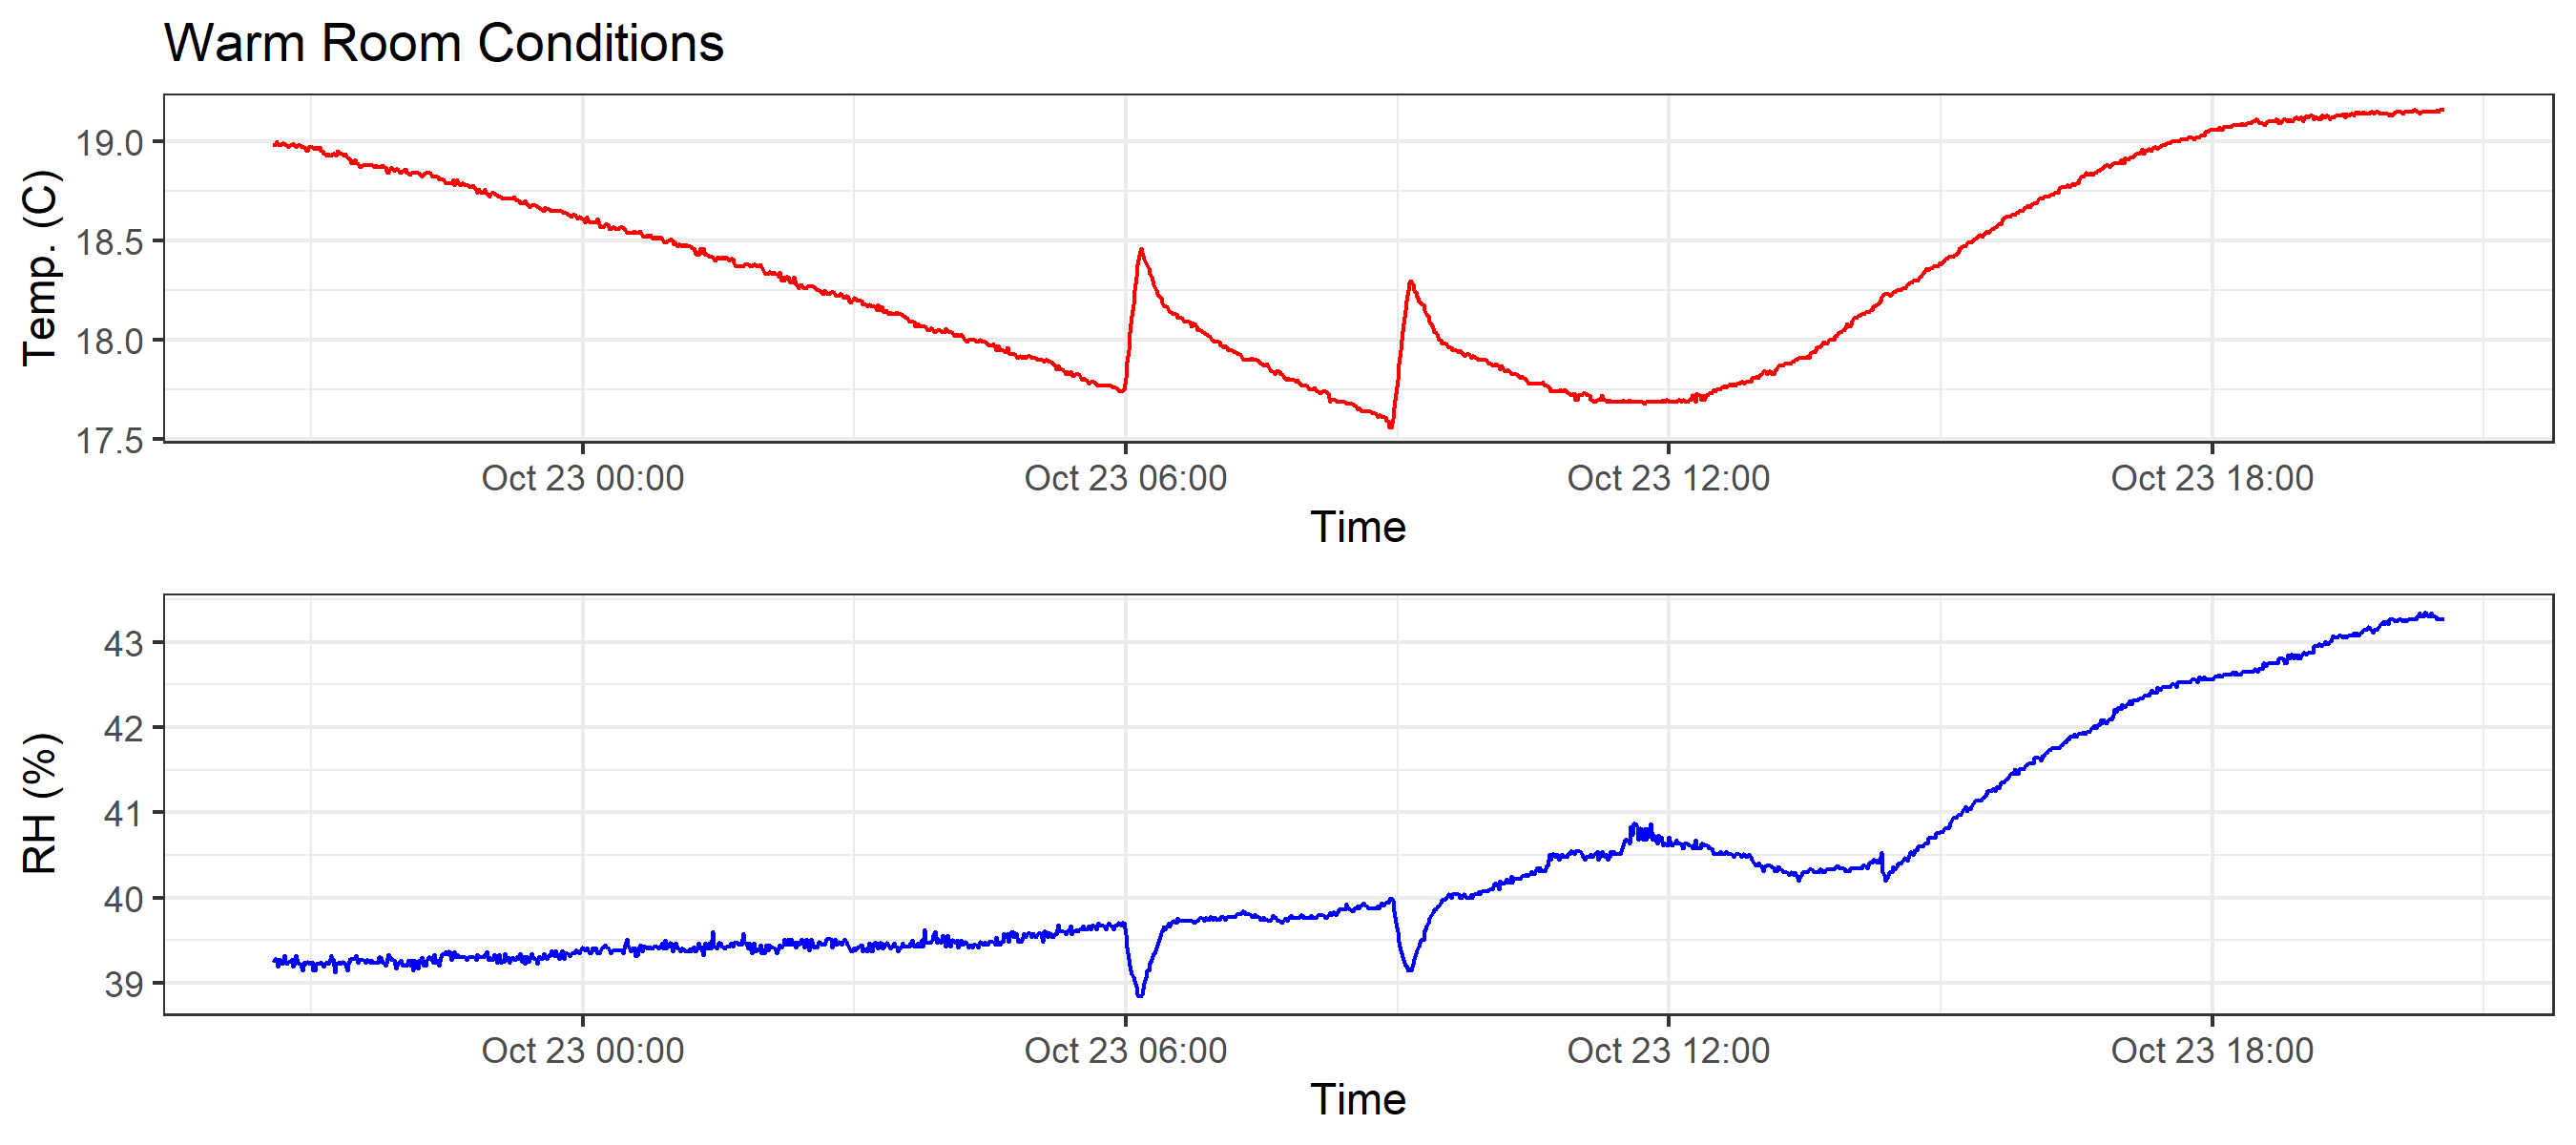 Warm Room Conditions
Temp. (C)
19.0
18.5
18.0
17.5
Oct 23 00:00 Oct 23 06:00 Oct 23 12:00 Oct 23 18:00
Time
RH (%)
43
42
41
40
39
Oct 23 00:00 Oct 23 06:00 Oct 23 12:00 Oct 23 18:00
Time